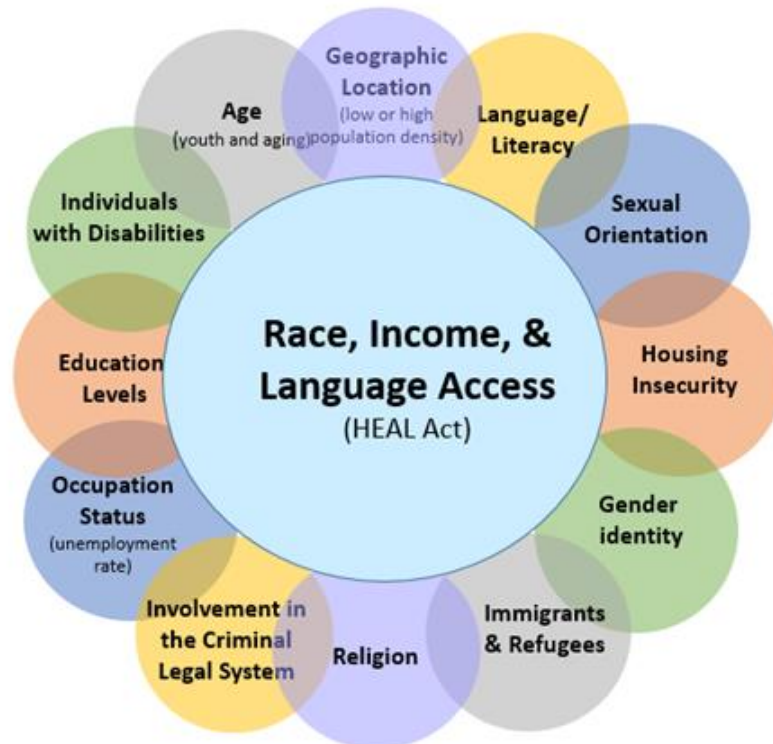 Geographic
Location
(low or high
population density)
Language/
Literacy
Sexual
Orientation
Housing
Insecurity
Gender
identity
Immigrants
& Refugees
Religion
Involvement in
the Criminal
Legal System
Occupation
Status
(unemployment
rate)
Education
Levels
Individuals
with Disabilities
Age
(youth and aging)
Race, Income, &
Language Access
(HEAL Act)